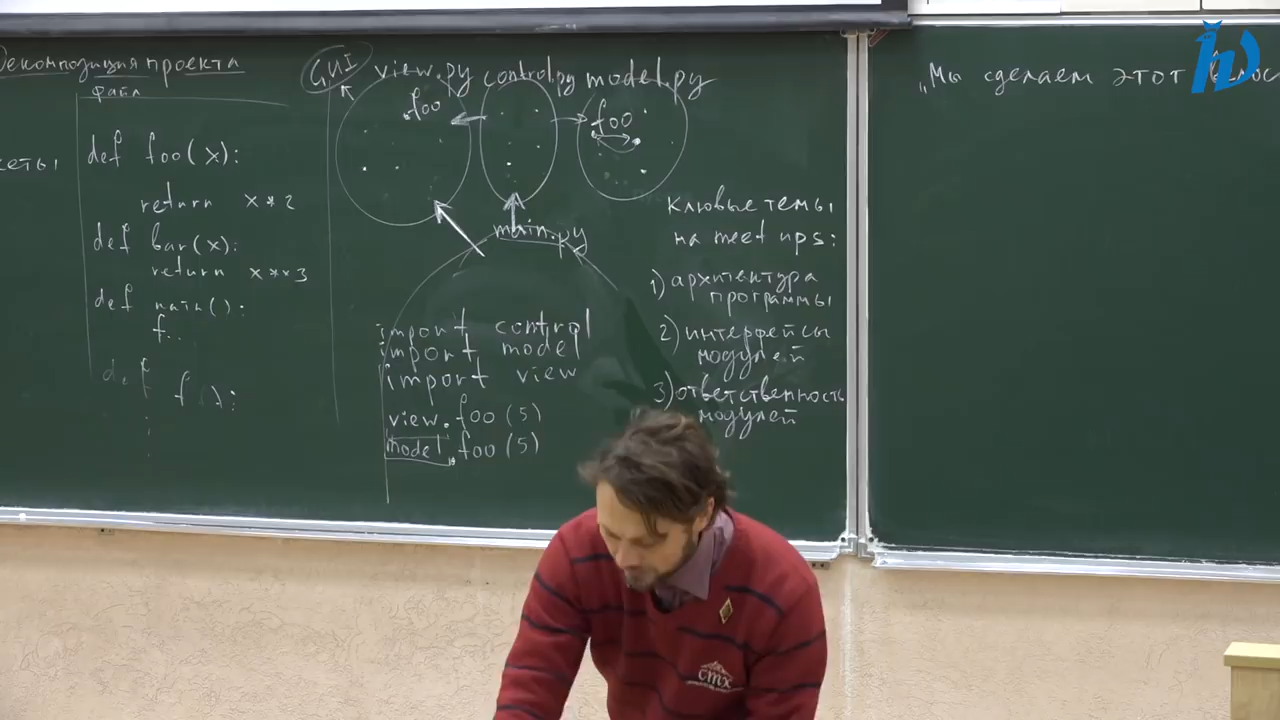 Декомпозиция проекта
файл
def foo(x):
return x**2
def bar(x):
return x**3
def main():
f..
def f():
GUI view.py control.py model.py
foo
foo
main.py
import control
import model
import view
view.foo(5)
model.foo(5)
Ключевые темы
на meet ups:
1) архитектура
программы
2) интерфейсы
модулей
3) ответственность
модулей
„Мы сделаем этот
стх